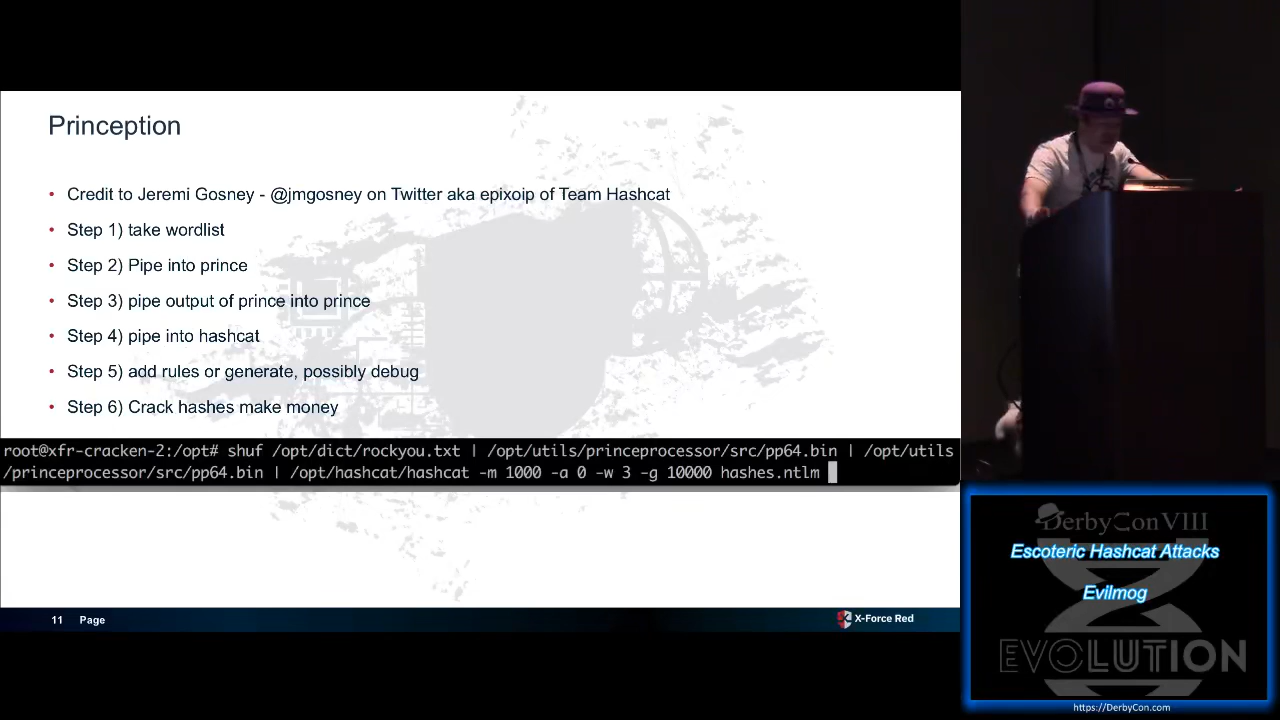 Prinception
• Credit to Jeremi Gosney - @jmgosney on Twitter aka epixoip of Team Hashcat
• Step 1) take wordlist
• Step 2) Pipe into prince
• Step 3) pipe output of prince into prince
• Step 4) pipe into hashcat
• Step 5) add rules or generate, possibly debug
• Step 6) Crack hashes make money
root@xfr-cracken-2:/opt# shuf /opt/dict/rockyou.txt | /opt/utils/princeprocessor/src/pp64.bin | /opt/utils
/princeprocessor/src/pp64.bin | /opt/hashcat/hashcat -m 1000 -a 0 -w 3 -g 10000 hashes.ntlm
11 Page
X-Force Red
DerbyCon VIII
Escoteric Hashcat Attacks
Evilmog
EVOLUTION
https://DerbyCon.com